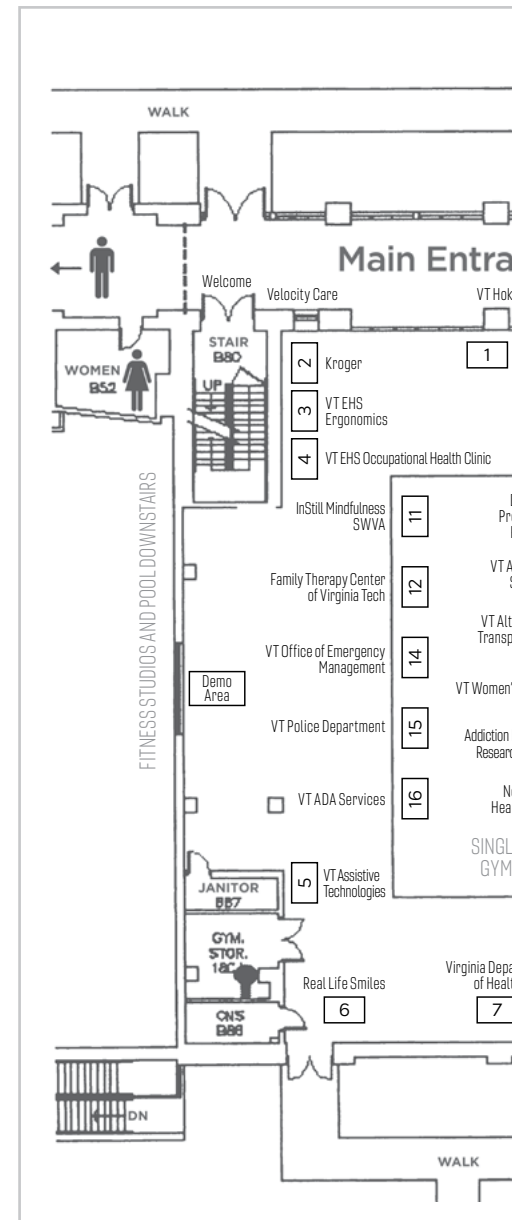 WALK
Main Entra
Welcome
Velocity Care
VT Hok
STAIR
B80
UP
WOMEN
B52
2 Kroger
1
3 VT EHS
Ergonomics
4 VT EHS Occupational Health Clinic
InStill Mindfulness
SWVA
11
Pr
Family Therapy Center
of Virginia Tech
12
VT A
S
VT Office of Emergency
Management
14
VT Alt
Transp
VT Women'
VT Police Department
15
Addiction
Researc
VT ADA Services
16
N
Hea
FITNESS STUDIOS AND POOL DOWNSTAIRS
Demo
Area
SINGL
GYM
5 VT Assistive
Technologies
JANITOR
BB7
GYM.
STOR.
Real Life Smiles
6
Virginia Depa
of Healt
7
B86
DN
WALK